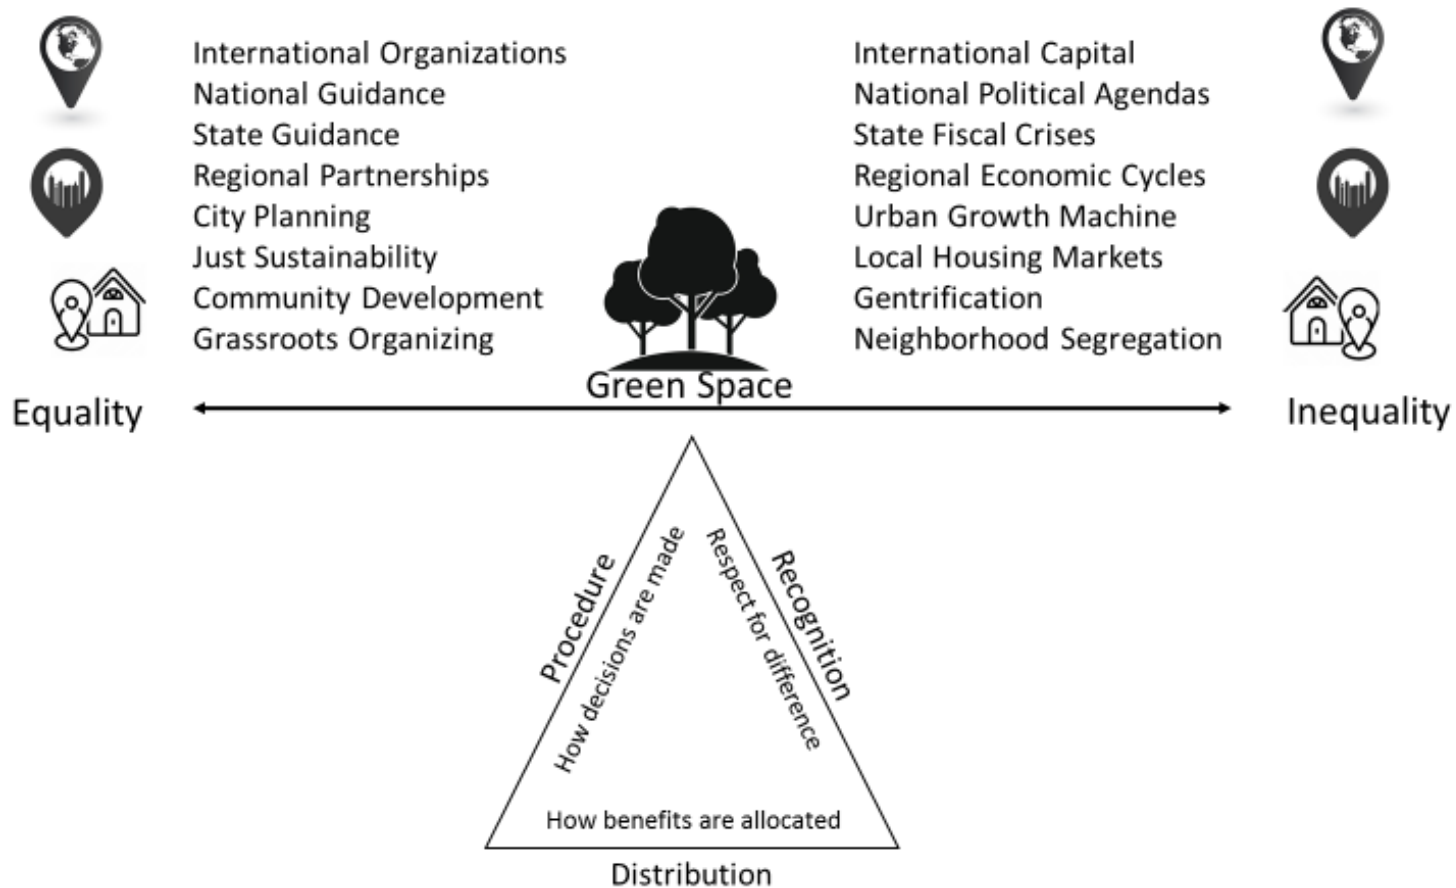 International Organizations
National Guidance
State Guidance
Regional Partnerships
City Planning
Just Sustainability
Community Development
Grassroots Organizing
International Capital
National Political Agendas
State Fiscal Crises
Regional Economic Cycles
Urban Growth Machine
Local Housing Markets
Gentrification
Neighborhood Segregation
Green Space
Equality
Inequality
Procedure
How decisions are made
Respect for difference
Recognition
How benefits are allocated
Distribution